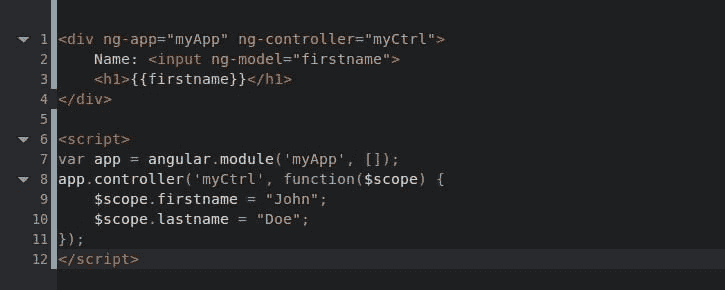 1 <div ng-app="myApp" ng-controller="myCtrl">
2     Name: <input ng-model="firstname">
3     <h1>{{firstname}}</h1>
4 </div>
5
6 <script>
7 var app = angular.module('myApp', []);
8 app.controller('myCtrl', function($scope) {
9     $scope.firstname = "John";
10     $scope.lastname = "Doe";
11 });
12 </script>